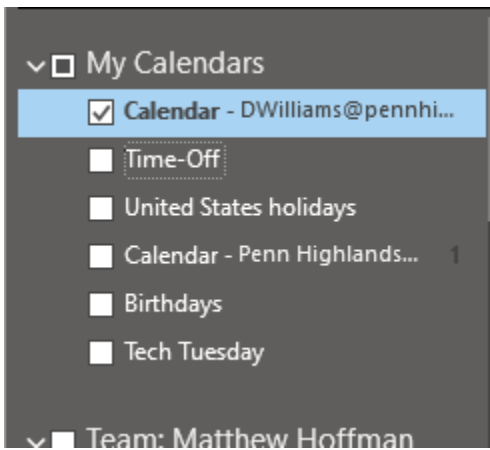 My Calendars
Calendar - DWilliams@pennhi...
Time-Off
United States holidays
Calendar - Penn Highlands... 1
Birthdays
Tech Tuesday
Team: Matthew Hoffman